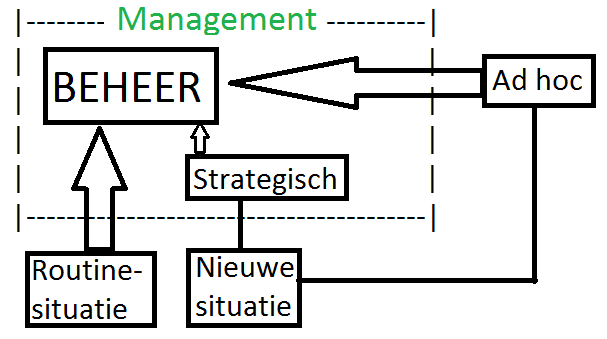 Management
BEHEER
Ad hoc
Strategisch
Routine-
situatie
Nieuwe
situatie